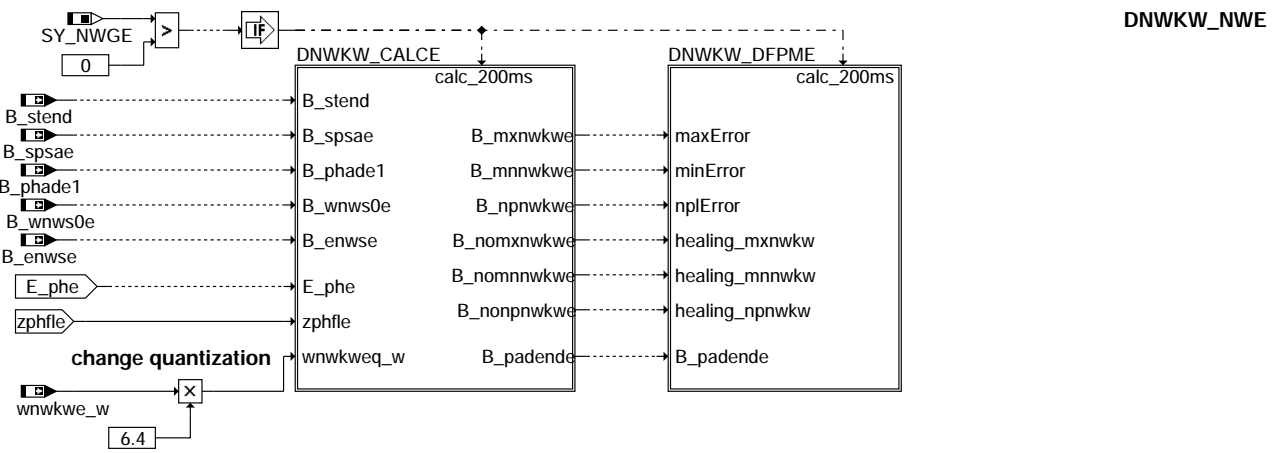 DNWKW_NWE
SY_NWGE
>
IF
0
DNWKW_CALCE
DNWKW_DFPME
calc_200ms
calc_200ms
B_stend
B_stend
B_spsae
B_spsae
B_mxnwkwe
maxError
B_phade1
B_phade1
B_mnnwkwe
minError
B_wnws0e
B_wnws0e
B_npnwkwe
nplError
B_enwse
B_enwse
B_nomxnwkwe
healing_mxnwkw
E_phe
E_phe
B_nomnnwkwe
healing_mnnwkw
zphfle
zphfle
B_nonpnwkwe
healing_npnwkw
change quantization
wnwkweq_w
B_padende
B_padende
wnwkwe_w
×
6.4